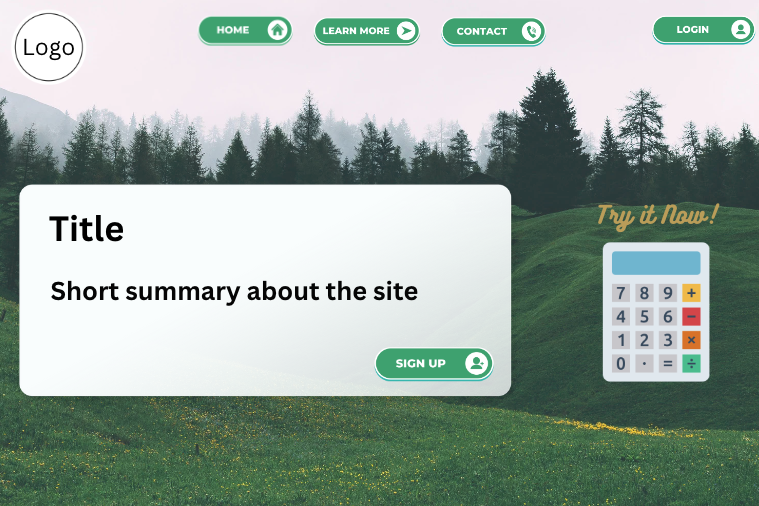 Logo
HOME
LEARN MORE
CONTACT
LOGIN
Title
Short summary about the site
SIGN UP
Try it Now!
7 8 9 +
4 5 6 −
1 2 3 ×
0 · = ÷